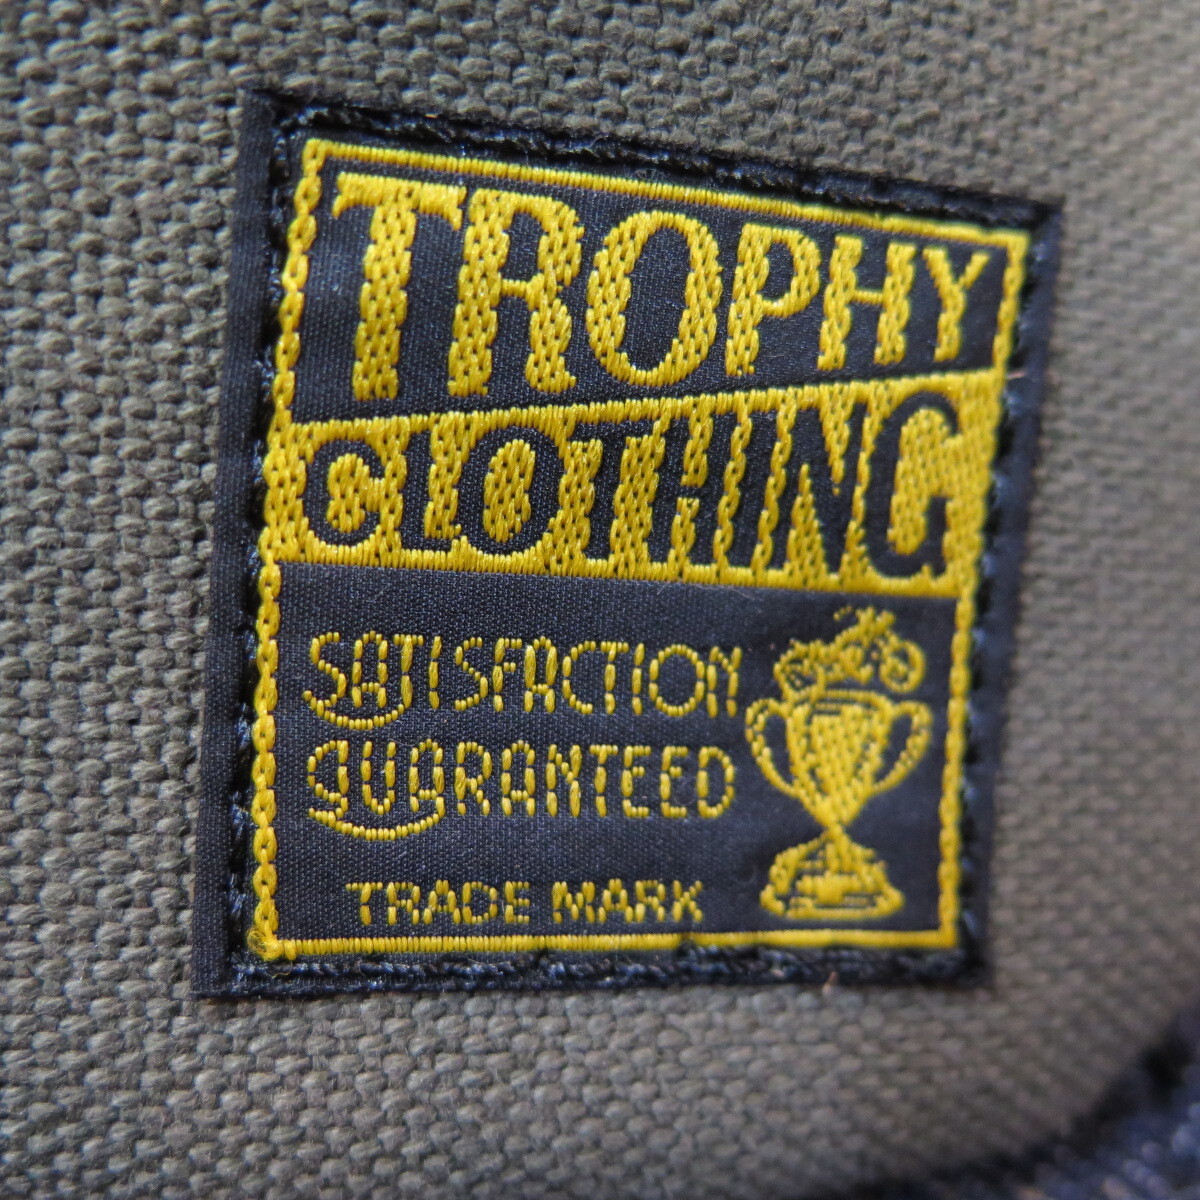 TROPHY
CLOTHING
SATISFACTION
GUARANTEED
TRADE MARK